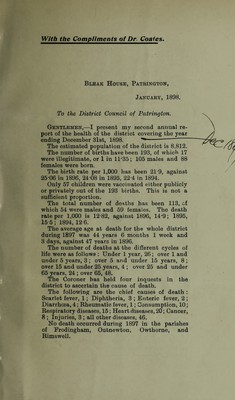 With the Compliments of Dr. Coates.
Blear House, Patrington,
January, 1898.
To the District Council of Patrington.
Gentlemen,—I present my second annual re-
port of the health of the district covering the year
ending December 31st, 1898.
The estimated population of the district is 8,812.
The number of births have been 193, of which 17
were illegitimate, or 1 in 11·35; 105 males and 88
females were born.
The birth rate per 1,000 has been 21·9, against
25·06 in 1896, 24·08 in 1895, 22·4 in 1894.
Only 57 children were vaccinated either publicly
or privately out of the 193 births. This is not a
sufficient proportion.
The total number of deaths has been 113, of
which 54 were males and 59 females. The death
rate per 1,000 is 12·82, against 1896, 14·9; 1895,
15·5; 1894, 12·6.
The average age at death for the whole district
during 1897 was 44 years 6 months 1 week and
3 days, against 47 years in 1896.
The number of deaths at the different cycles of
life were as follows: Under 1 year, 26; over 1 and
under 5 years, 3; over 5 and under 15 years, 8;
over 15 and under 25 years, 4; over 25 and under
65 years, 24; over 65, 48.
The Coroner has held four inquests in the
district to ascertain the cause of death.
The following are the chief causes of death:
Scarlet fever, 1; Diphtheria, 3; Enteric fever, 2;
Diarrhœa, 4; Rheumatic fever, 1; Consumption, 10;
Respiratory diseases, 15; Heart diseases, 20; Cancer,
8; Injuries, 3; all other diseases, 46.
No death occurred during 1897 in the parishes
of Frodingham, Outnewton, Owthorne, and
Rimswell.